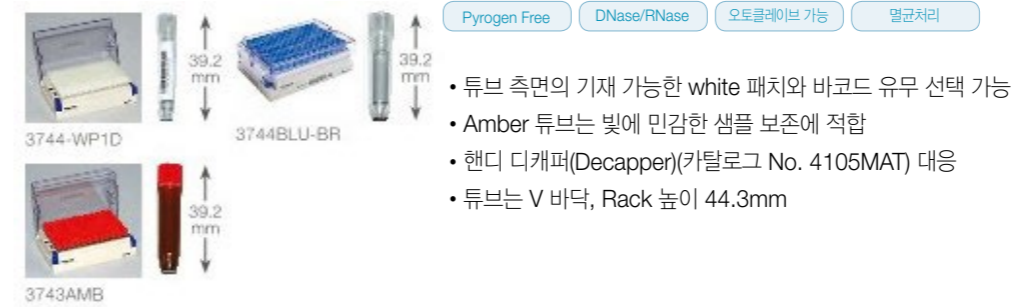 Pyrogen Free DNase/RNase 오토클레이브 가능 멸균처리
39.2 mm
3744-WP1D
39.2 mm
3744BLU-BR
39.2 mm
3743AMB
• 튜브 측면의 기재 가능한 white 패치와 바코드 유무 선택 가능
• Amber 튜브는 빛에 민감한 샘플 보존에 적합
• 핸디 디캐퍼(Decapper)(카탈로그 No. 4105MAT) 대응
• 튜브는 V 바닥, Rack 높이 44.3mm